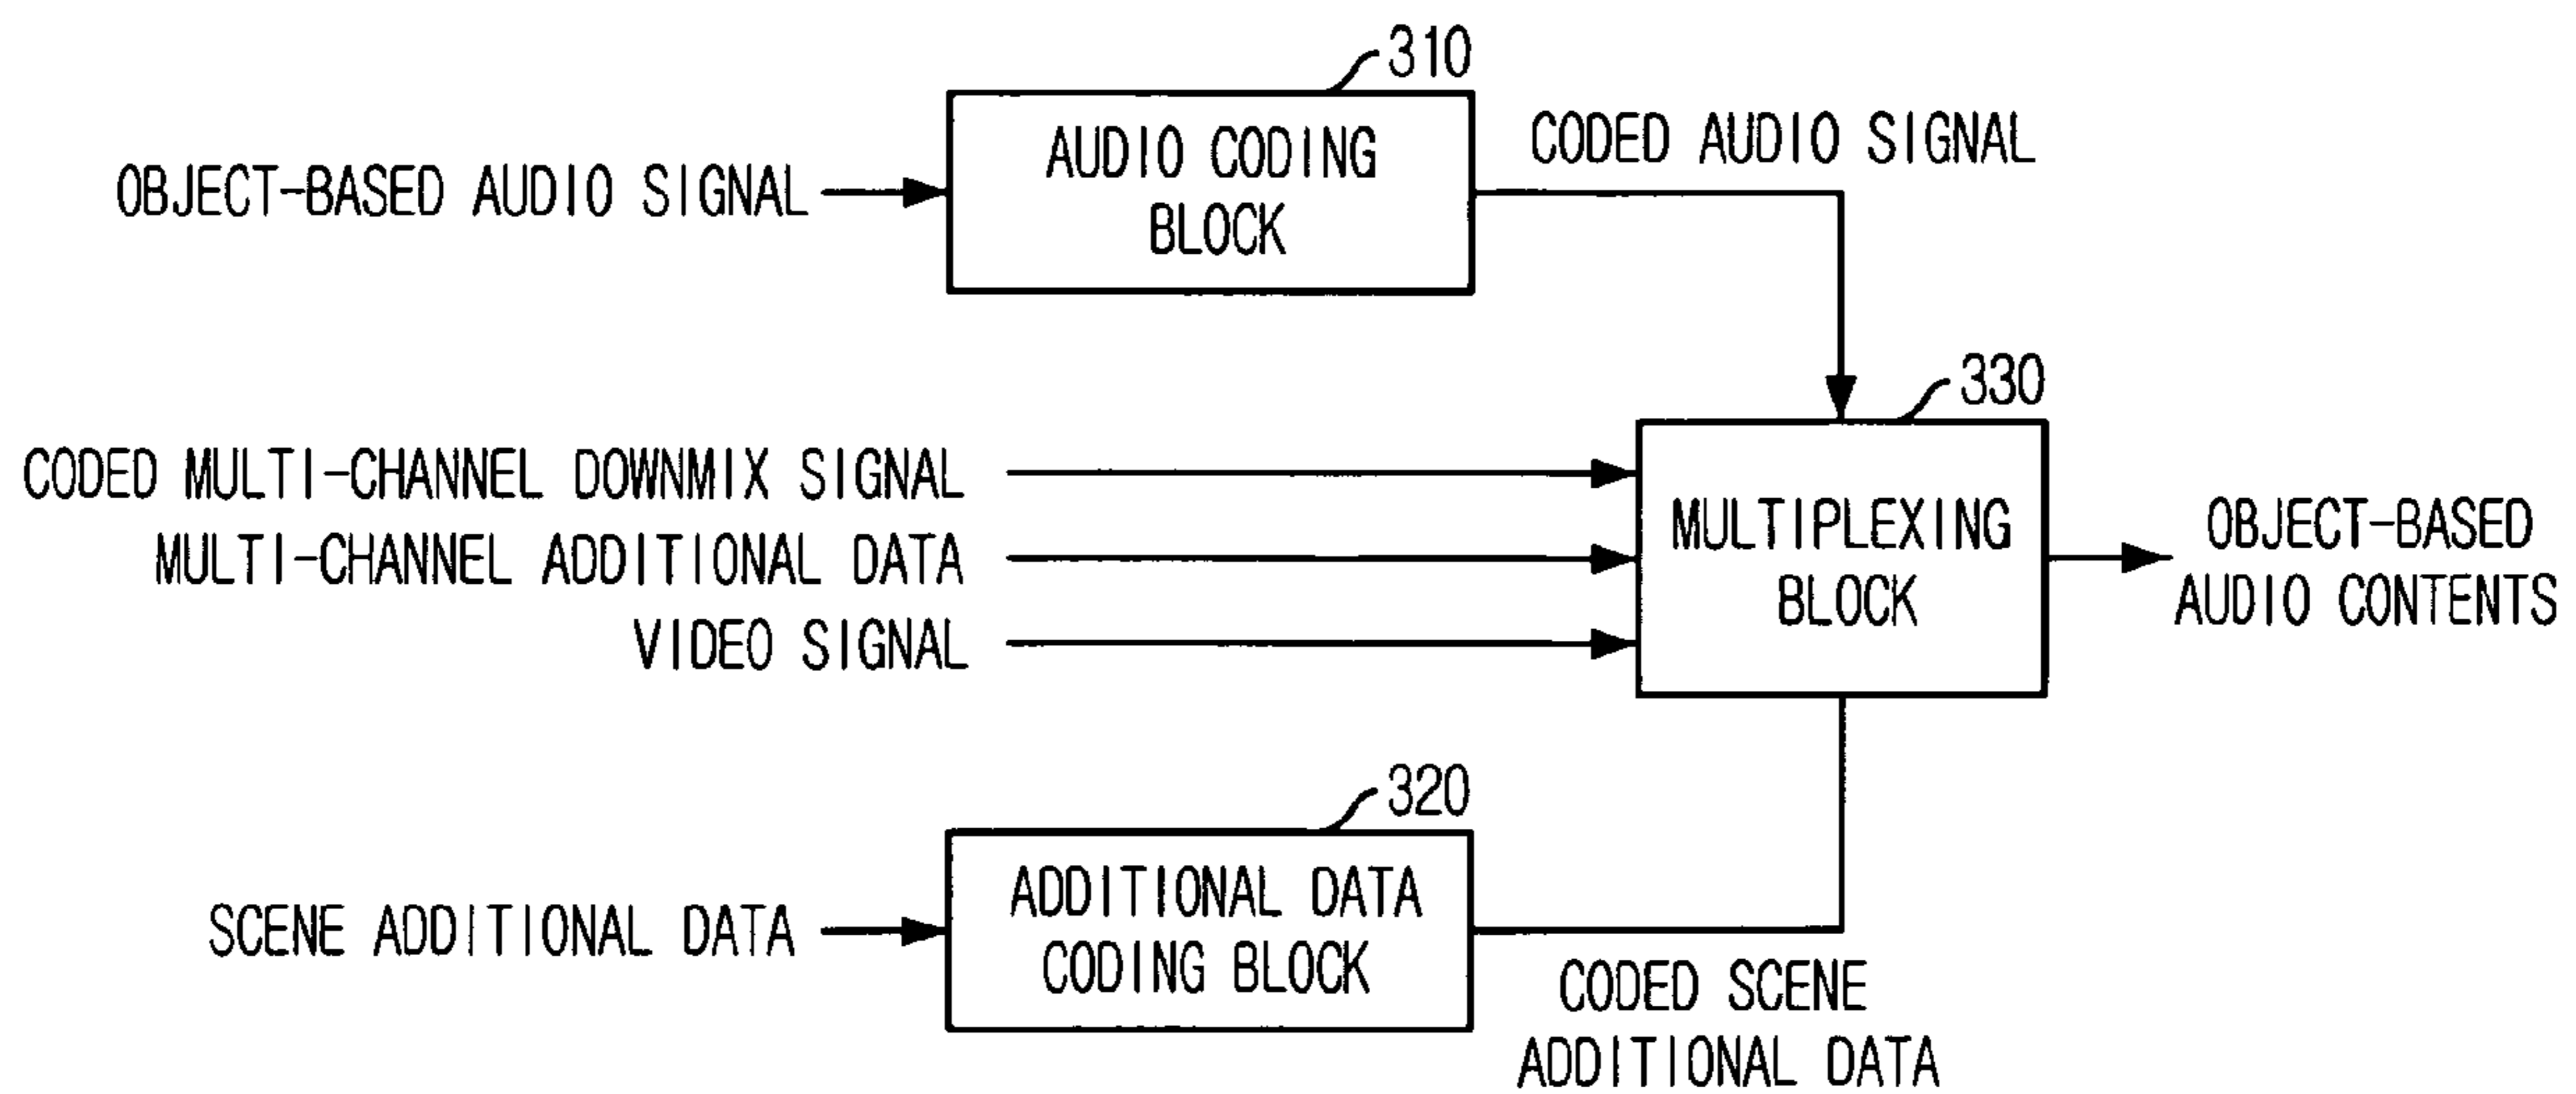 310
AUDIO CODING
BLOCK
CODED AUDIO SIGNAL
OBJECT-BASED AUDIO SIGNAL
330
CODED MULTI-CHANNEL DOWNMIX SIGNAL
MULTI-CHANNEL ADDITIONAL DATA
VIDEO SIGNAL
MULTIPLEXING
BLOCK
OBJECT-BASED
AUDIO CONTENTS
320
SCENE ADDITIONAL DATA
ADDITIONAL DATA
CODING BLOCK
CODED SCENE
ADDITIONAL DATA